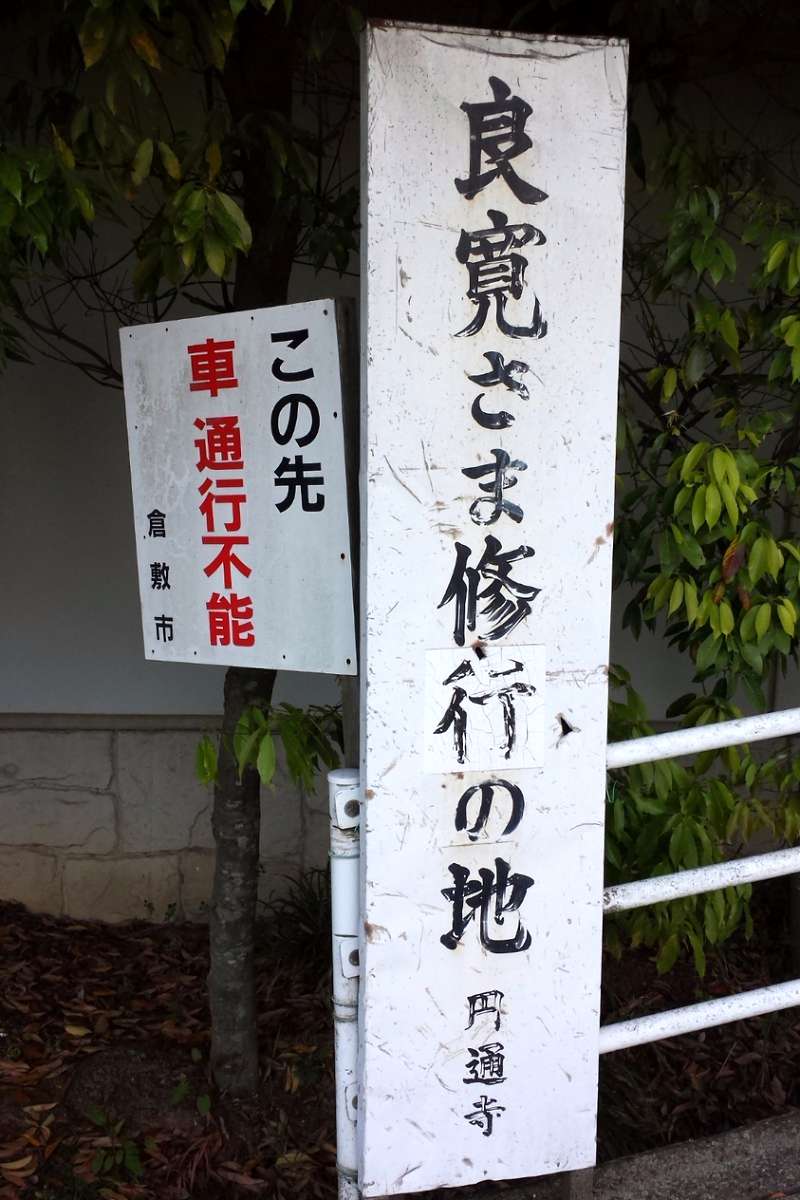 良寛さま修行の地 円通寺
この先
車通行不能
倉敷市